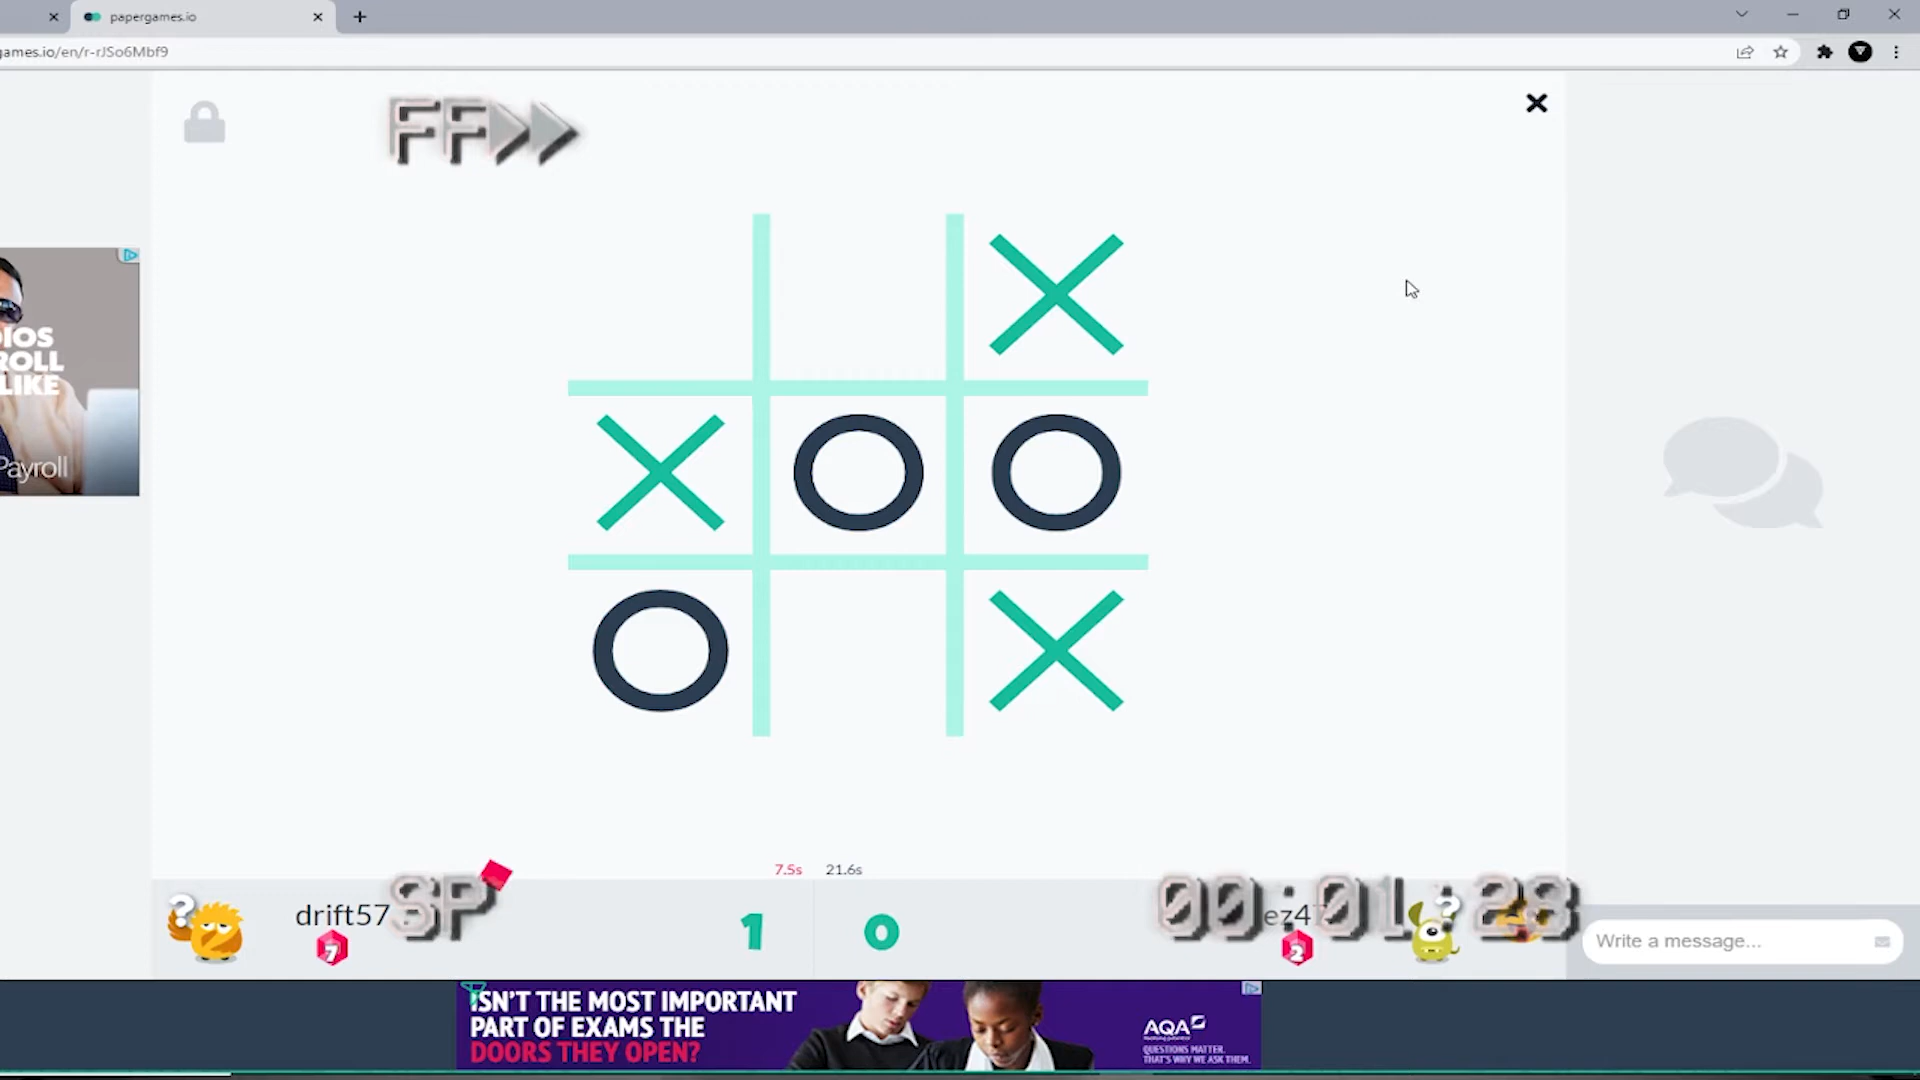 papergames.io
games.io/en/r-rJSo6Mbf9
FF
DIOS
ROLL
LIKE
Payroll
7.5s 21.6s
drift57
SP
7
1 0
ez4
00:01:28
2
Write a message...
ISN'T THE MOST IMPORTANT
PART OF EXAMS THE
DOORS THEY OPEN?
AQA
QUESTIONS MATTER.
THAT'S WHY WE ASK THEM.